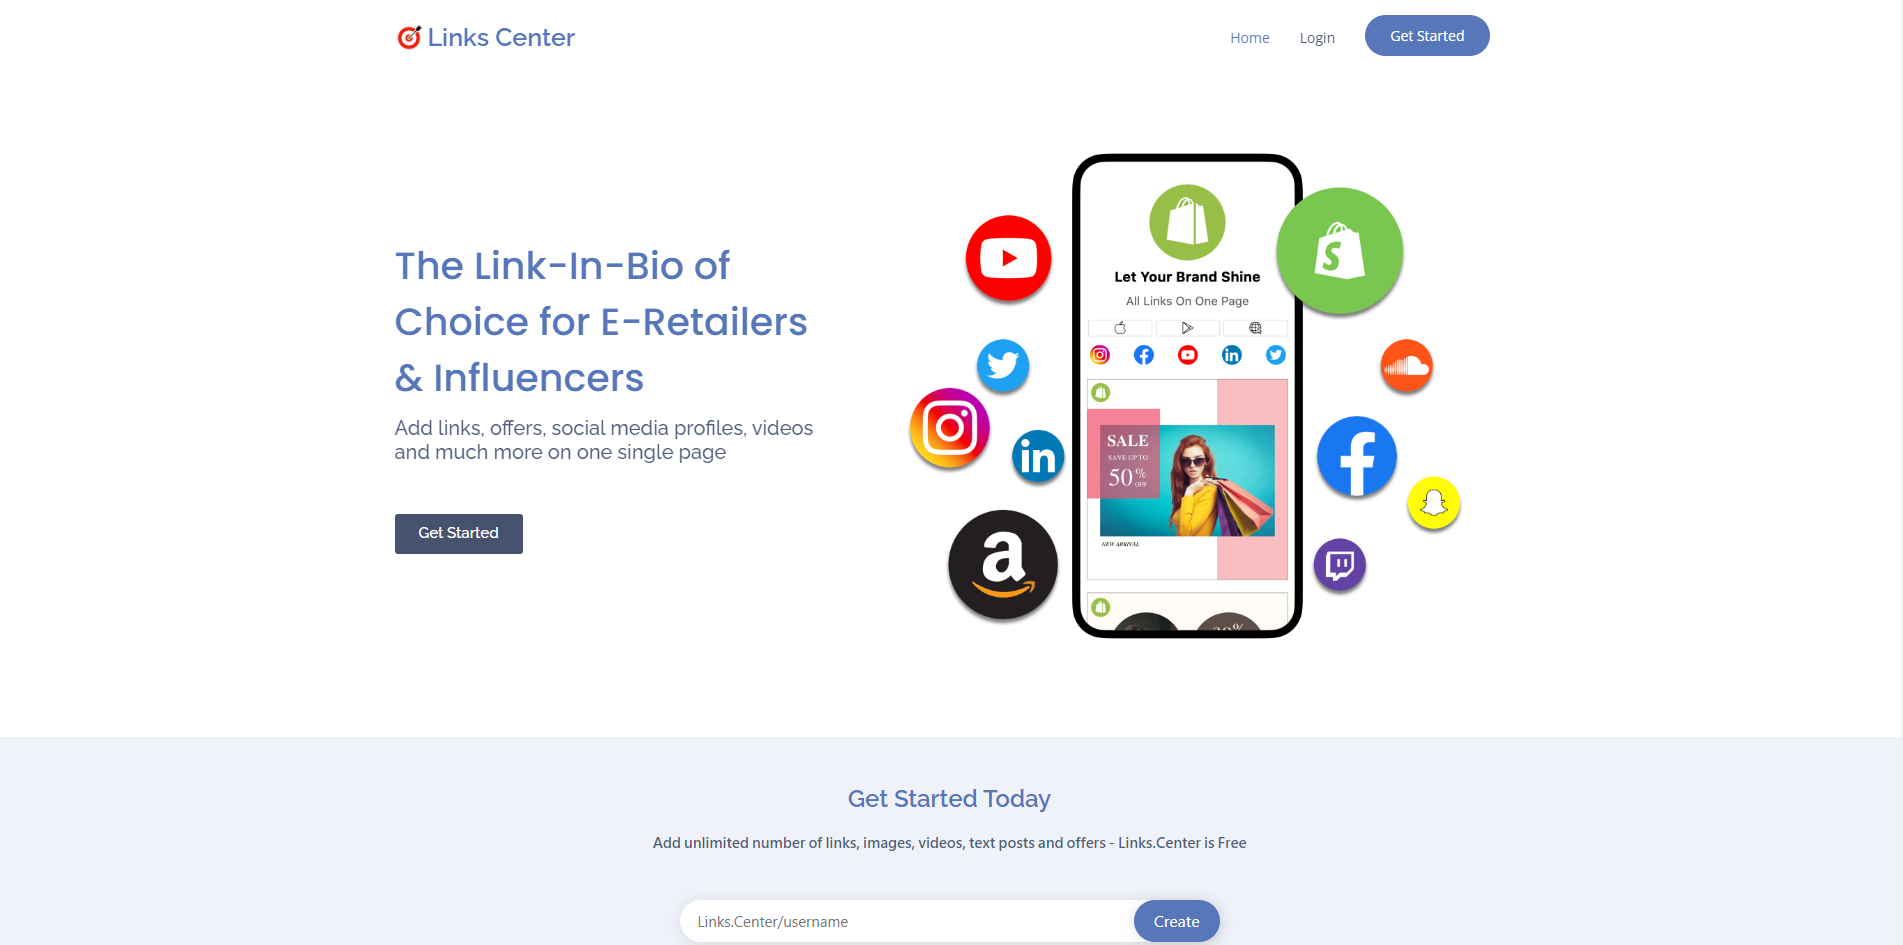 Links Center
Home
Login
Get Started
The Link-In-Bio of
Choice for E-Retailers
& Influencers
Add links, offers, social media profiles, videos
and much more on one single page
Get Started
Let Your Brand Shine
All Links On One Page
SALE
SAVE UP TO
50%
OFF
NEW ARRIVAL
Get Started Today
Add unlimited number of links, images, videos, text posts and offers - Links.Center is Free
Links.Center/username
Create